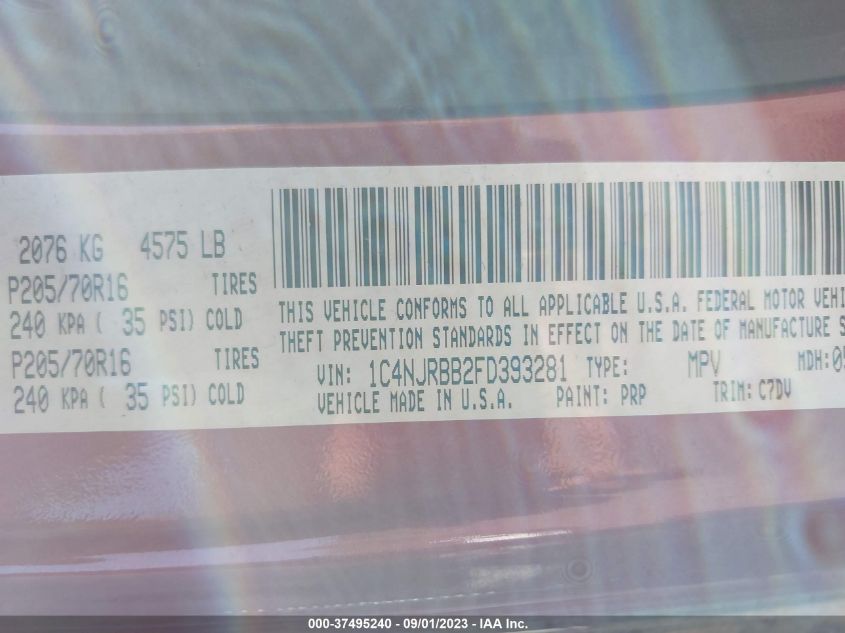 2076 KG 4575 LB
P205/70R16 TIRES
240 KPA ( 35 PSI) COLD
P205/70R16 TIRES
240 KPA ( 35 PSI) COLD
THIS VEHICLE CONFORMS TO ALL APPLICABLE U.S.A. FEDERAL MOTOR VEHI
THEFT PREVENTION STANDARDS IN EFFECT ON THE DATE OF MANUFACTURE S
VIN: 1C4NJRBB2FD393281 TYPE: MPV MDH: 05
VEHICLE MADE IN U.S.A. PAINT: PRP TRIM: C7DV
000-37495240 - 09/01/2023 - IAA Inc.